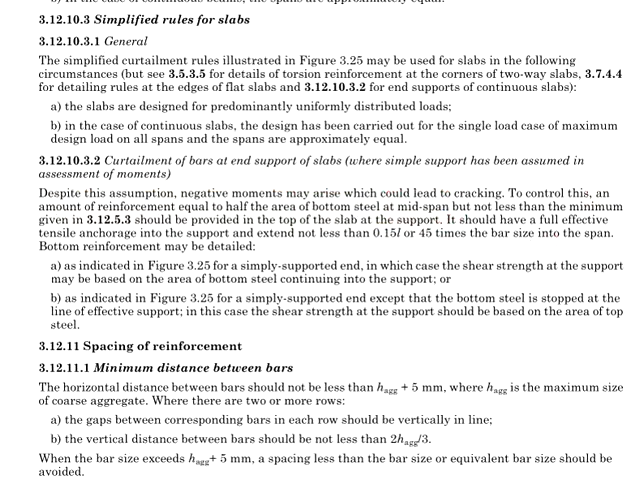 b) in the case of continuous beams, the spans are approximately equal.
3.12.10.3 Simplified rules for slabs
3.12.10.3.1 General
The simplified curtailment rules illustrated in Figure 3.25 may be used for slabs in the following
circumstances (but see 3.5.3.5 for details of torsion reinforcement at the corners of two-way slabs, 3.7.4.4
for detailing rules at the edges of flat slabs and 3.12.10.3.2 for end supports of continuous slabs):
a) the slabs are designed for predominantly uniformly distributed loads;
b) in the case of continuous slabs, the design has been carried out for the single load case of maximum
design load on all spans and the spans are approximately equal.
3.12.10.3.2 Curtailment of bars at end support of slabs (where simple support has been assumed in
assessment of moments)
Despite this assumption, negative moments may arise which could lead to cracking. To control this, an
amount of reinforcement equal to half the area of bottom steel at mid-span but not less than the minimum
given in 3.12.5.3 should be provided in the top of the slab at the support. It should have a full effective
tensile anchorage into the support and extend not less than 0.15l or 45 times the bar size into the span.
Bottom reinforcement may be detailed:
a) as indicated in Figure 3.25 for a simply-supported end, in which case the shear strength at the support
may be based on the area of bottom steel continuing into the support; or
b) as indicated in Figure 3.25 for a simply-supported end except that the bottom steel is stopped at the
line of effective support; in this case the shear strength at the support should be based on the area of top
steel.
3.12.11 Spacing of reinforcement
3.12.11.1 Minimum distance between bars
The horizontal distance between bars should not be less than hagg + 5 mm, where hagg is the maximum size
of coarse aggregate. Where there are two or more rows:
a) the gaps between corresponding bars in each row should be vertically in line;
b) the vertical distance between bars should be not less than 2hagg/3.
When the bar size exceeds hagg+ 5 mm, a spacing less than the bar size or equivalent bar size should be
avoided.